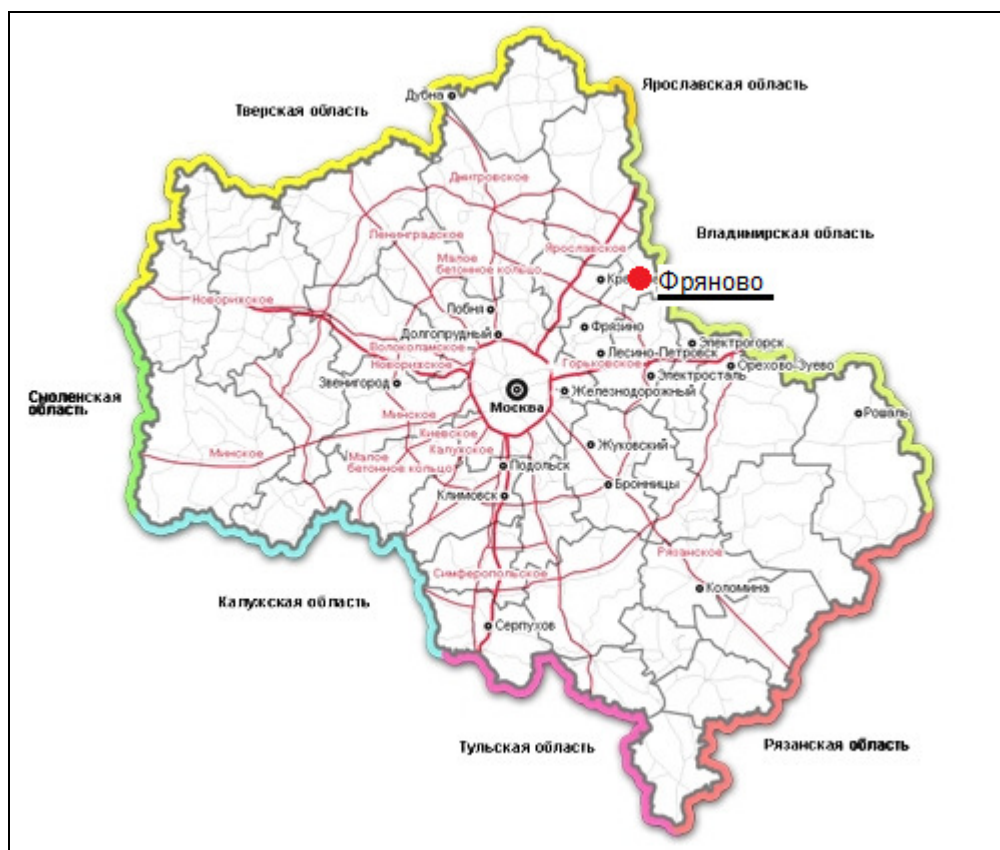 Ярославская область
Дубна
Тверская область
Дмитровское
Владимирская область
Ленинградское
Ярославское
Малое
бетонное кольцо
Фряново
Новорижское
Лобня
Фрязино
Долгопрудный
Электрогорск
Волоколамское
Лесино-Петровск
Новорижское
Горьковское
Орехово-Зуево
Звенигород
Электросталь
Железнодорожный
Смоленская
область
Москва
Рошаль
Минское
Киевское
Калужское
Жуковский
Минское
Малое
бетонное кольцо
Подольск
Бронницы
Климовск
Рязанское
Симферопольское
Коломина
Калужская область
Серпухов
Тульская область
Рязанская область